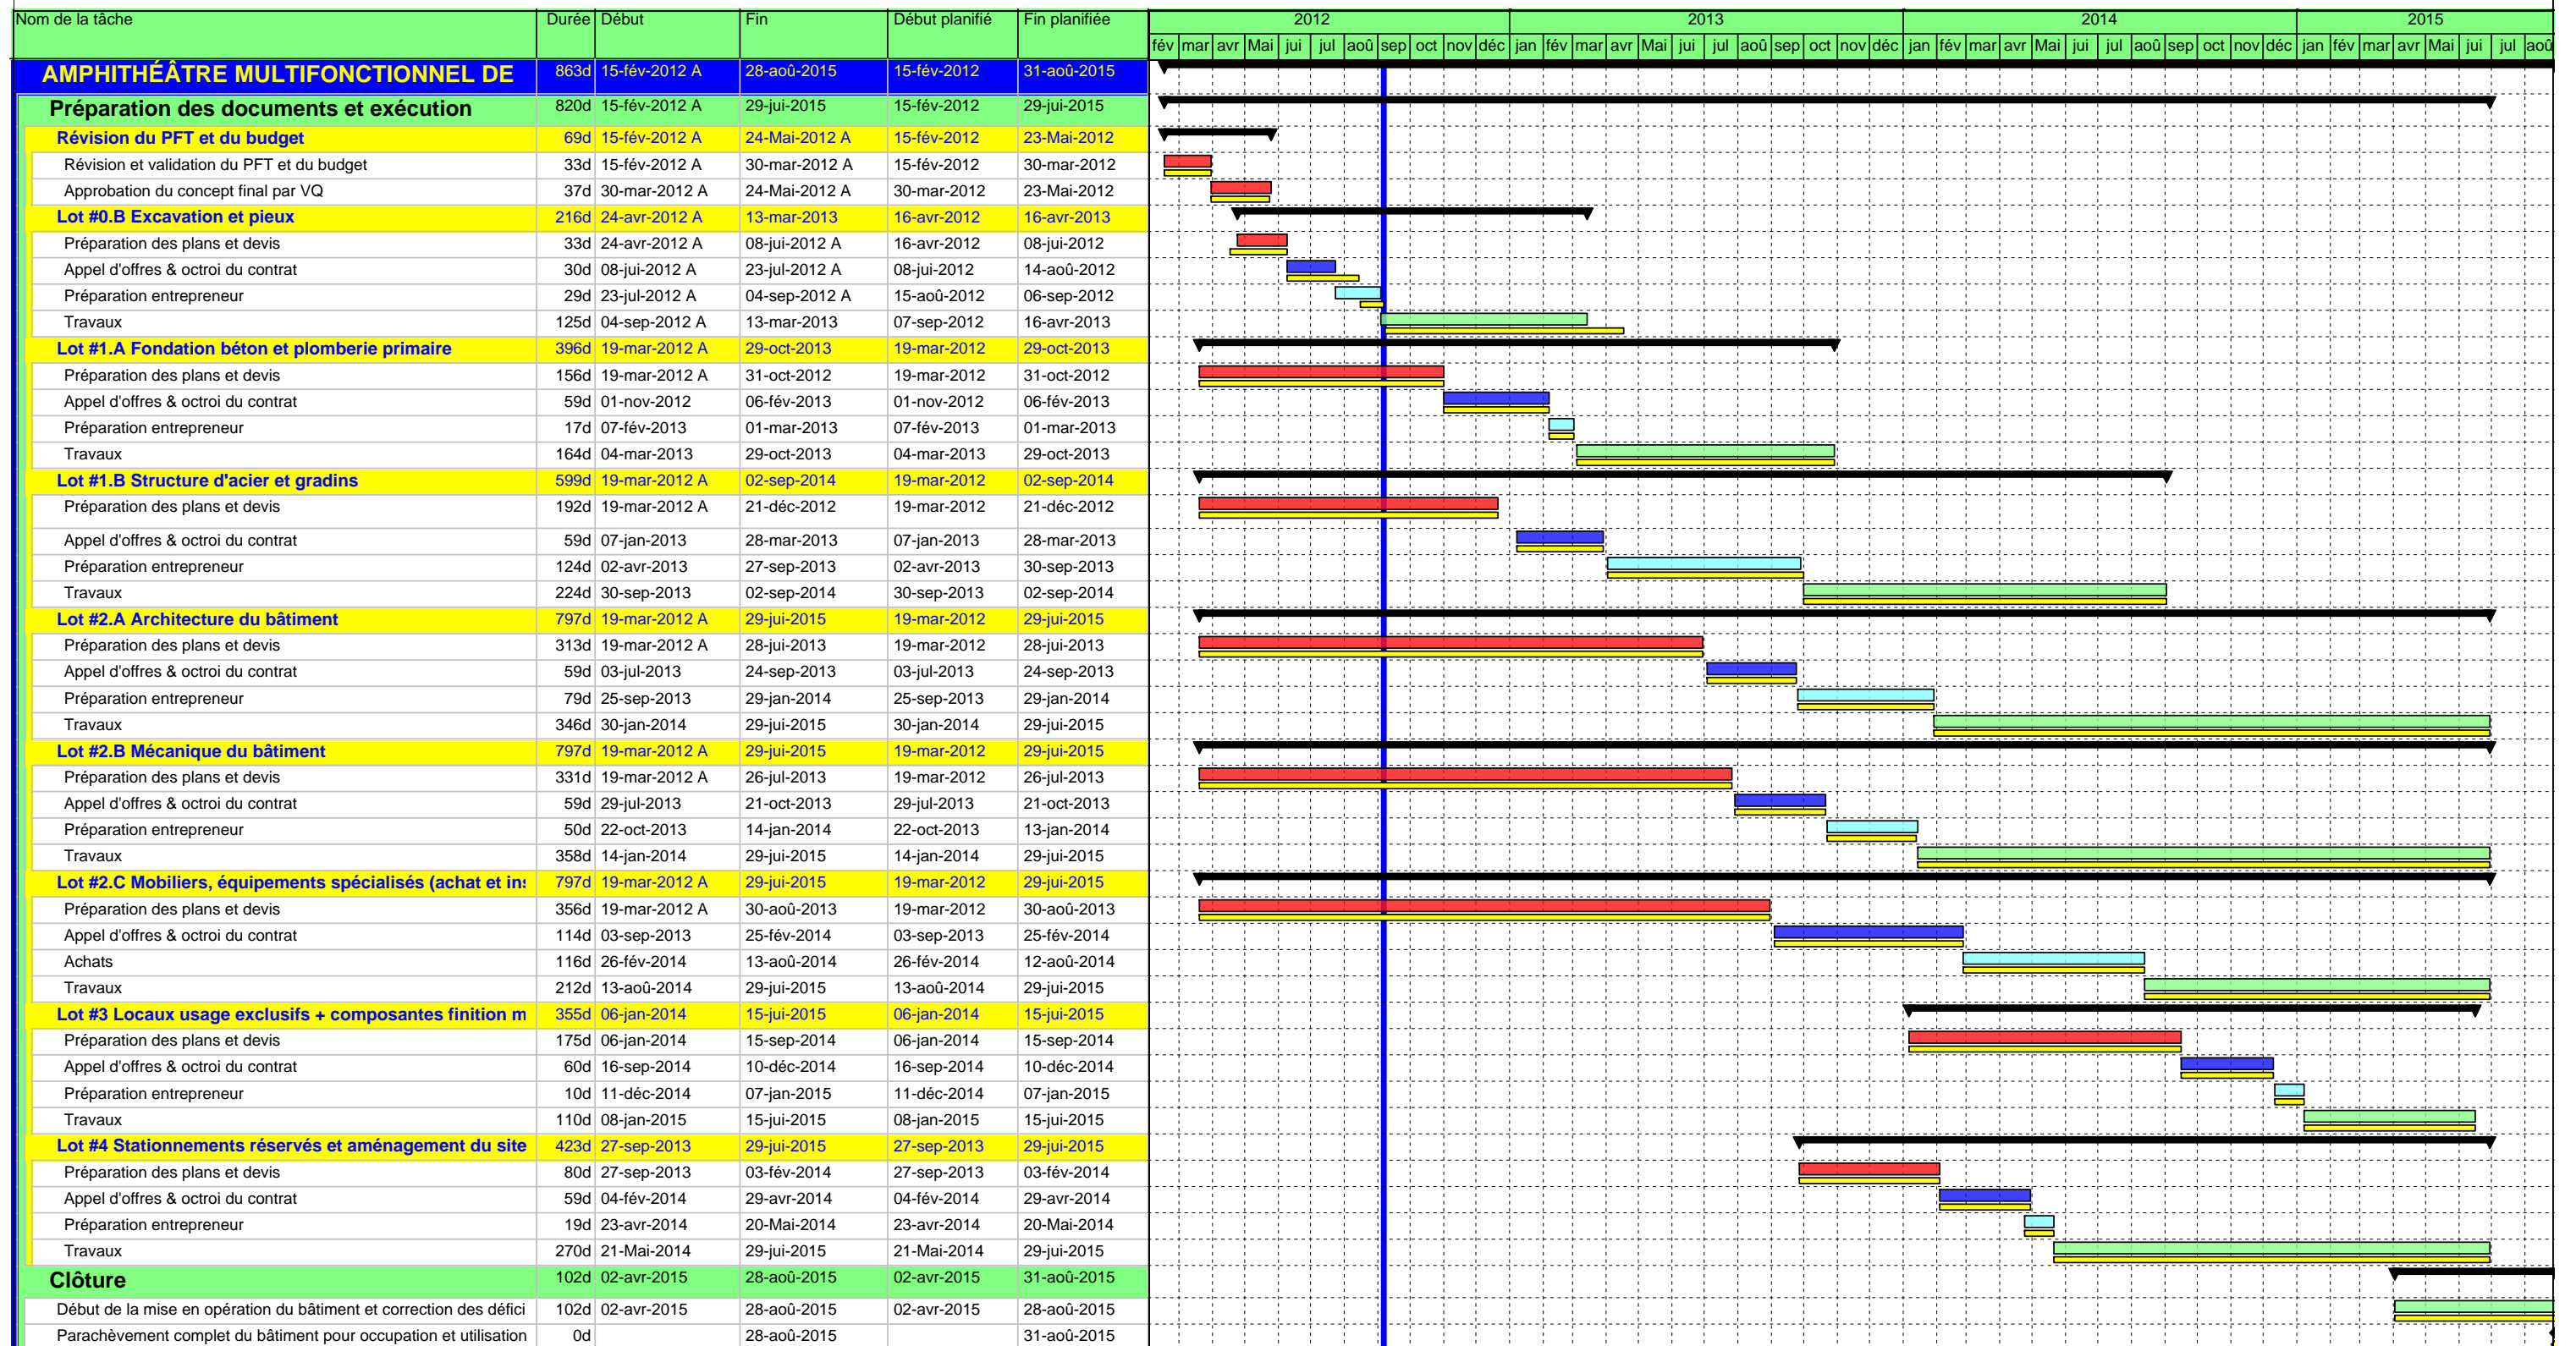 Nom de la tâche Durée Début Fin Début planifié Fin planifiée 2012 2013 2014 2015
fév mar avr Mai jui jul aoû sep oct nov déc jan fév mar avr Mai jui jul aoû sep oct nov déc jan fév mar avr Mai jui jul aoû sep oct nov déc jan fév mar avr Mai jui jul aoû
AMPHITHÉÂTRE MULTIFONCTIONNEL DE 863d 15-fév-2012 A 28-aoû-2015 15-fév-2012 31-aoû-2015
Préparation des documents et exécution 820d 15-fév-2012 A 29-jui-2015 15-fév-2012 29-jui-2015
Révision du PFT et du budget 69d 15-fév-2012 A 24-Mai-2012 A 15-fév-2012 23-Mai-2012
Révision et validation du PFT et du budget 33d 15-fév-2012 A 30-mar-2012 A 15-fév-2012 30-mar-2012
Approbation du concept final par VQ 37d 30-mar-2012 A 24-Mai-2012 A 30-mar-2012 23-Mai-2012
Lot #0.B Excavation et pieux 216d 24-avr-2012 A 13-mar-2013 16-avr-2012 16-avr-2013
Préparation des plans et devis 33d 24-avr-2012 A 08-jui-2012 A 16-avr-2012 08-jui-2012
Appel d'offres & octroi du contrat 30d 08-jui-2012 A 23-jul-2012 A 08-jui-2012 14-aoû-2012
Préparation entrepreneur 29d 23-jul-2012 A 04-sep-2012 A 15-aoû-2012 06-sep-2012
Travaux 125d 04-sep-2012 A 13-mar-2013 07-sep-2012 16-avr-2013
Lot #1.A Fondation béton et plomberie primaire 396d 19-mar-2012 A 29-oct-2013 19-mar-2012 29-oct-2013
Préparation des plans et devis 156d 19-mar-2012 A 31-oct-2012 19-mar-2012 31-oct-2012
Appel d'offres & octroi du contrat 59d 01-nov-2012 06-fév-2013 01-nov-2012 06-fév-2013
Préparation entrepreneur 17d 07-fév-2013 01-mar-2013 07-fév-2013 01-mar-2013
Travaux 164d 04-mar-2013 29-oct-2013 04-mar-2013 29-oct-2013
Lot #1.B Structure d'acier et gradins 599d 19-mar-2012 A 02-sep-2014 19-mar-2012 02-sep-2014
Préparation des plans et devis 192d 19-mar-2012 A 21-déc-2012 19-mar-2012 21-déc-2012
Appel d'offres & octroi du contrat 59d 07-jan-2013 28-mar-2013 07-jan-2013 28-mar-2013
Préparation entrepreneur 124d 02-avr-2013 27-sep-2013 02-avr-2013 30-sep-2013
Travaux 224d 30-sep-2013 02-sep-2014 30-sep-2013 02-sep-2014
Lot #2.A Architecture du bâtiment 797d 19-mar-2012 A 29-jui-2015 19-mar-2012 29-jui-2015
Préparation des plans et devis 313d 19-mar-2012 A 28-jui-2013 19-mar-2012 28-jui-2013
Appel d'offres & octroi du contrat 59d 03-jul-2013 24-sep-2013 03-jul-2013 24-sep-2013
Préparation entrepreneur 79d 25-sep-2013 29-jan-2014 25-sep-2013 29-jan-2014
Travaux 346d 30-jan-2014 29-jui-2015 30-jan-2014 29-jui-2015
Lot #2.B Mécanique du bâtiment 797d 19-mar-2012 A 29-jui-2015 19-mar-2012 29-jui-2015
Préparation des plans et devis 331d 19-mar-2012 A 26-jul-2013 19-mar-2012 26-jul-2013
Appel d'offres & octroi du contrat 59d 29-jul-2013 21-oct-2013 29-jul-2013 21-oct-2013
Préparation entrepreneur 50d 22-oct-2013 14-jan-2014 22-oct-2013 13-jan-2014
Travaux 358d 14-jan-2014 29-jui-2015 14-jan-2014 29-jui-2015
Lot #2.C Mobiliers, équipements spécialisés (achat et ins 797d 19-mar-2012 A 29-jui-2015 19-mar-2012 29-jui-2015
Préparation des plans et devis 356d 19-mar-2012 A 30-aoû-2013 19-mar-2012 30-aoû-2013
Appel d'offres & octroi du contrat 114d 03-sep-2013 25-fév-2014 03-sep-2013 25-fév-2014
Achats 116d 26-fév-2014 13-aoû-2014 26-fév-2014 12-aoû-2014
Travaux 212d 13-aoû-2014 29-jui-2015 13-aoû-2014 29-jui-2015
Lot #3 Locaux usage exclusifs + composantes finition m 355d 06-jan-2014 15-jui-2015 06-jan-2014 15-jui-2015
Préparation des plans et devis 175d 06-jan-2014 15-sep-2014 06-jan-2014 15-sep-2014
Appel d'offres & octroi du contrat 60d 16-sep-2014 10-déc-2014 16-sep-2014 10-déc-2014
Préparation entrepreneur 10d 11-déc-2014 07-jan-2015 11-déc-2014 07-jan-2015
Travaux 110d 08-jan-2015 15-jui-2015 08-jan-2015 15-jui-2015
Lot #4 Stationnements réservés et aménagement du site 423d 27-sep-2013 29-jui-2015 27-sep-2013 29-jui-2015
Préparation des plans et devis 80d 27-sep-2013 03-fév-2014 27-sep-2013 03-fév-2014
Appel d'offres & octroi du contrat 59d 04-fév-2014 29-avr-2014 04-fév-2014 29-avr-2014
Préparation entrepreneur 19d 23-avr-2014 20-Mai-2014 23-avr-2014 20-Mai-2014
Travaux 270d 21-Mai-2014 29-jui-2015 21-Mai-2014 29-jui-2015
Clôture 102d 02-avr-2015 28-aoû-2015 02-avr-2015 31-aoû-2015
Début de la mise en opération du bâtiment et correction des défici 102d 02-avr-2015 28-aoû-2015 02-avr-2015 28-aoû-2015
Parachèvement complet du bâtiment pour occupation et utilisation 0d 28-aoû-2015 31-aoû-2015